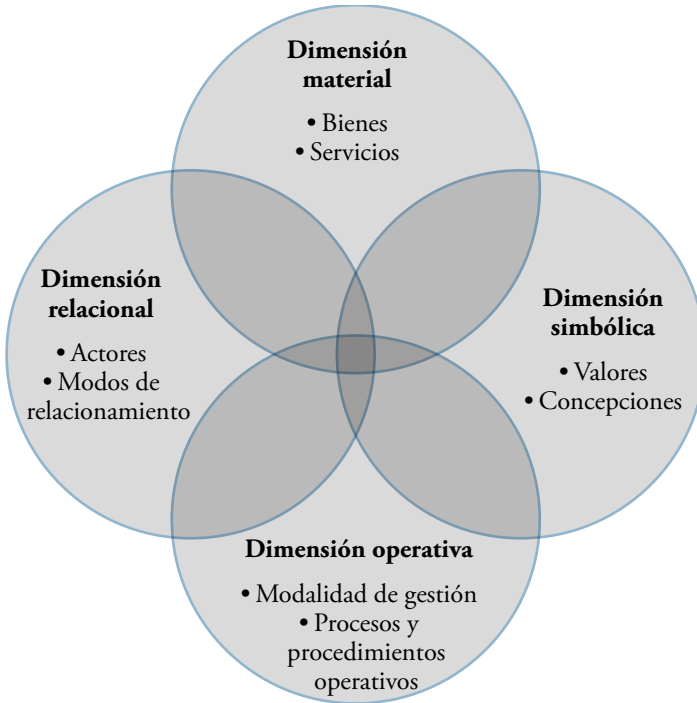 Dimensión
material
• Bienes
• Servicios
Dimensión
relacional
• Actores
• Modos de
relacionamiento
Dimensión
simbólica
• Valores
• Concepciones
Dimensión operativa
• Modalidad de gestión
• Procesos y
procedimientos
operativos